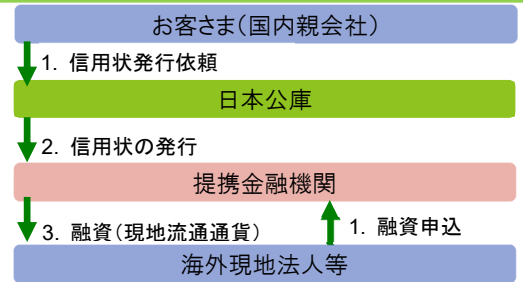 お客さま(国内親会社)
1. 信用状発行依頼
日本公庫
2. 信用状の発行
提携金融機関
3. 融資(現地流通通貨)
1. 融資申込
海外現地法人等